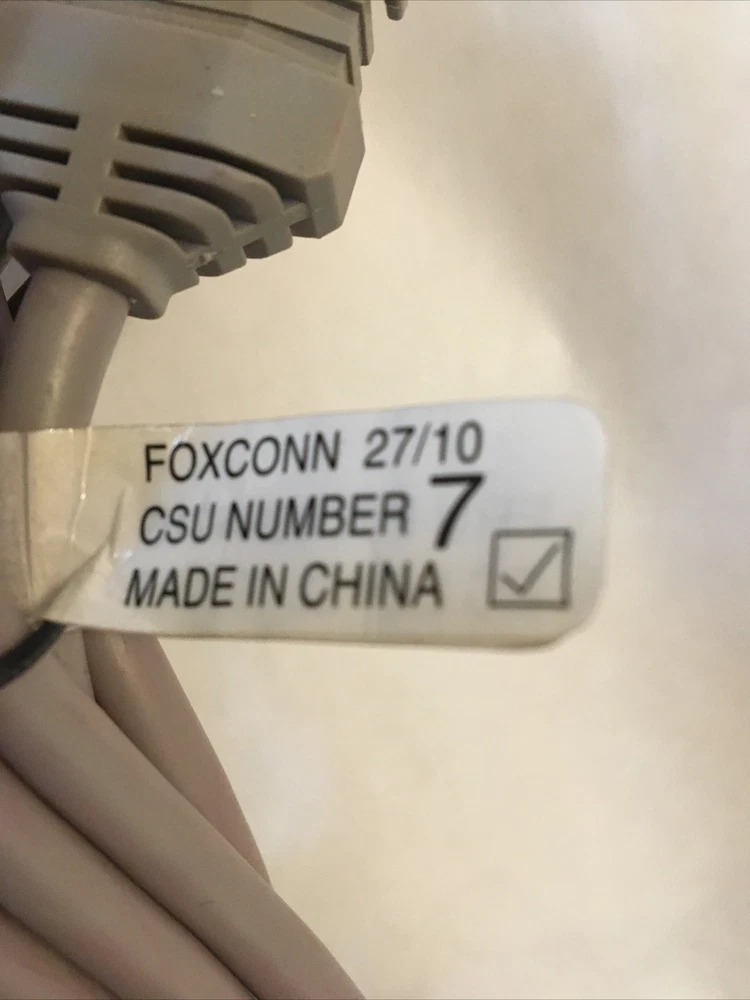 FOXCONN 27/10
CSU NUMBER 7
MADE IN CHINA